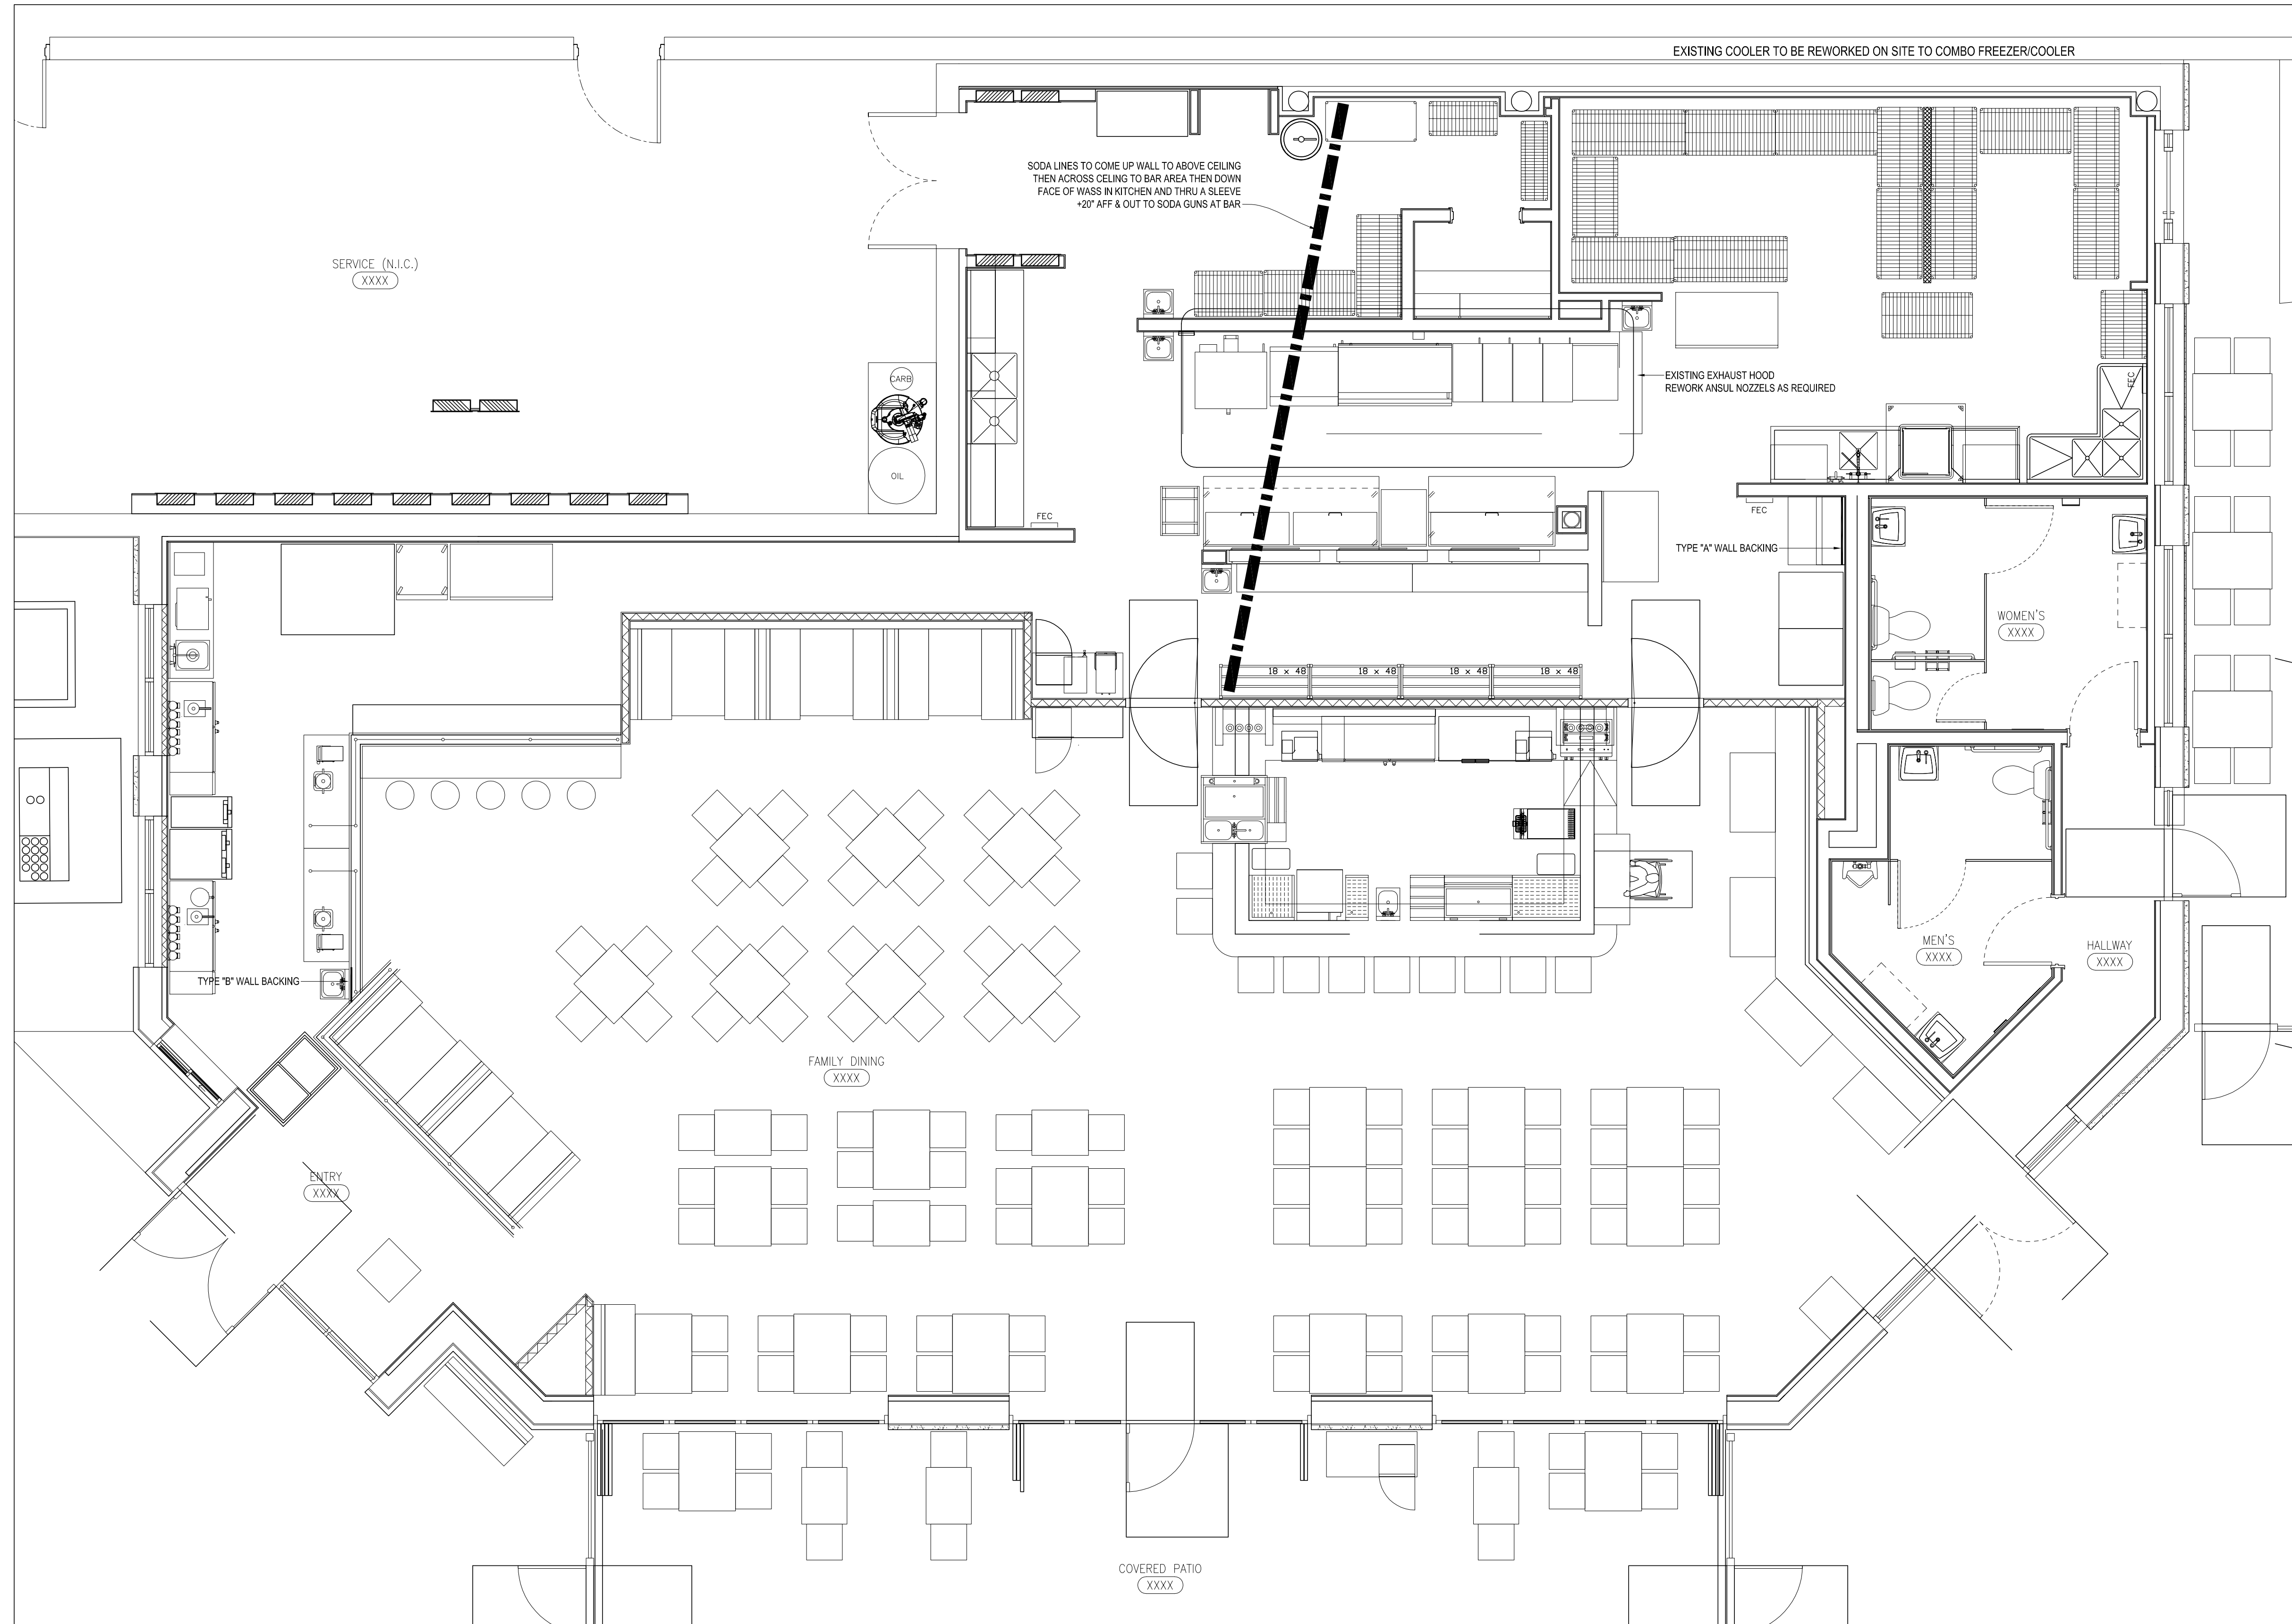 EXISTING COOLER TO BE REWORKED ON SITE TO COMBO FREEZER/COOLER
SODA LINES TO COME UP WALL TO ABOVE CEILING
THEN ACROSS CELING TO BAR AREA THEN DOWN
FACE OF WASS IN KITCHEN AND THRU A SLEEVE
+20" AFF & OUT TO SODA GUNS AT BAR
SERVICE (N.I.C.)
XXXX
CARB
OIL
FEC
EXISTING EXHAUST HOOD
REWORK ANSUL NOZZLES AS REQUIRED
FEC
FEC
TYPE "A" WALL BACKING
WOMEN'S
XXXX
18 x 48
18 x 48
18 x 48
18 x 48
MEN'S
XXXX
HALLWAY
XXXX
TYPE "B" WALL BACKING
FAMILY DINING
XXXX
ENTRY
XXXX
COVERED PATIO
XXXX